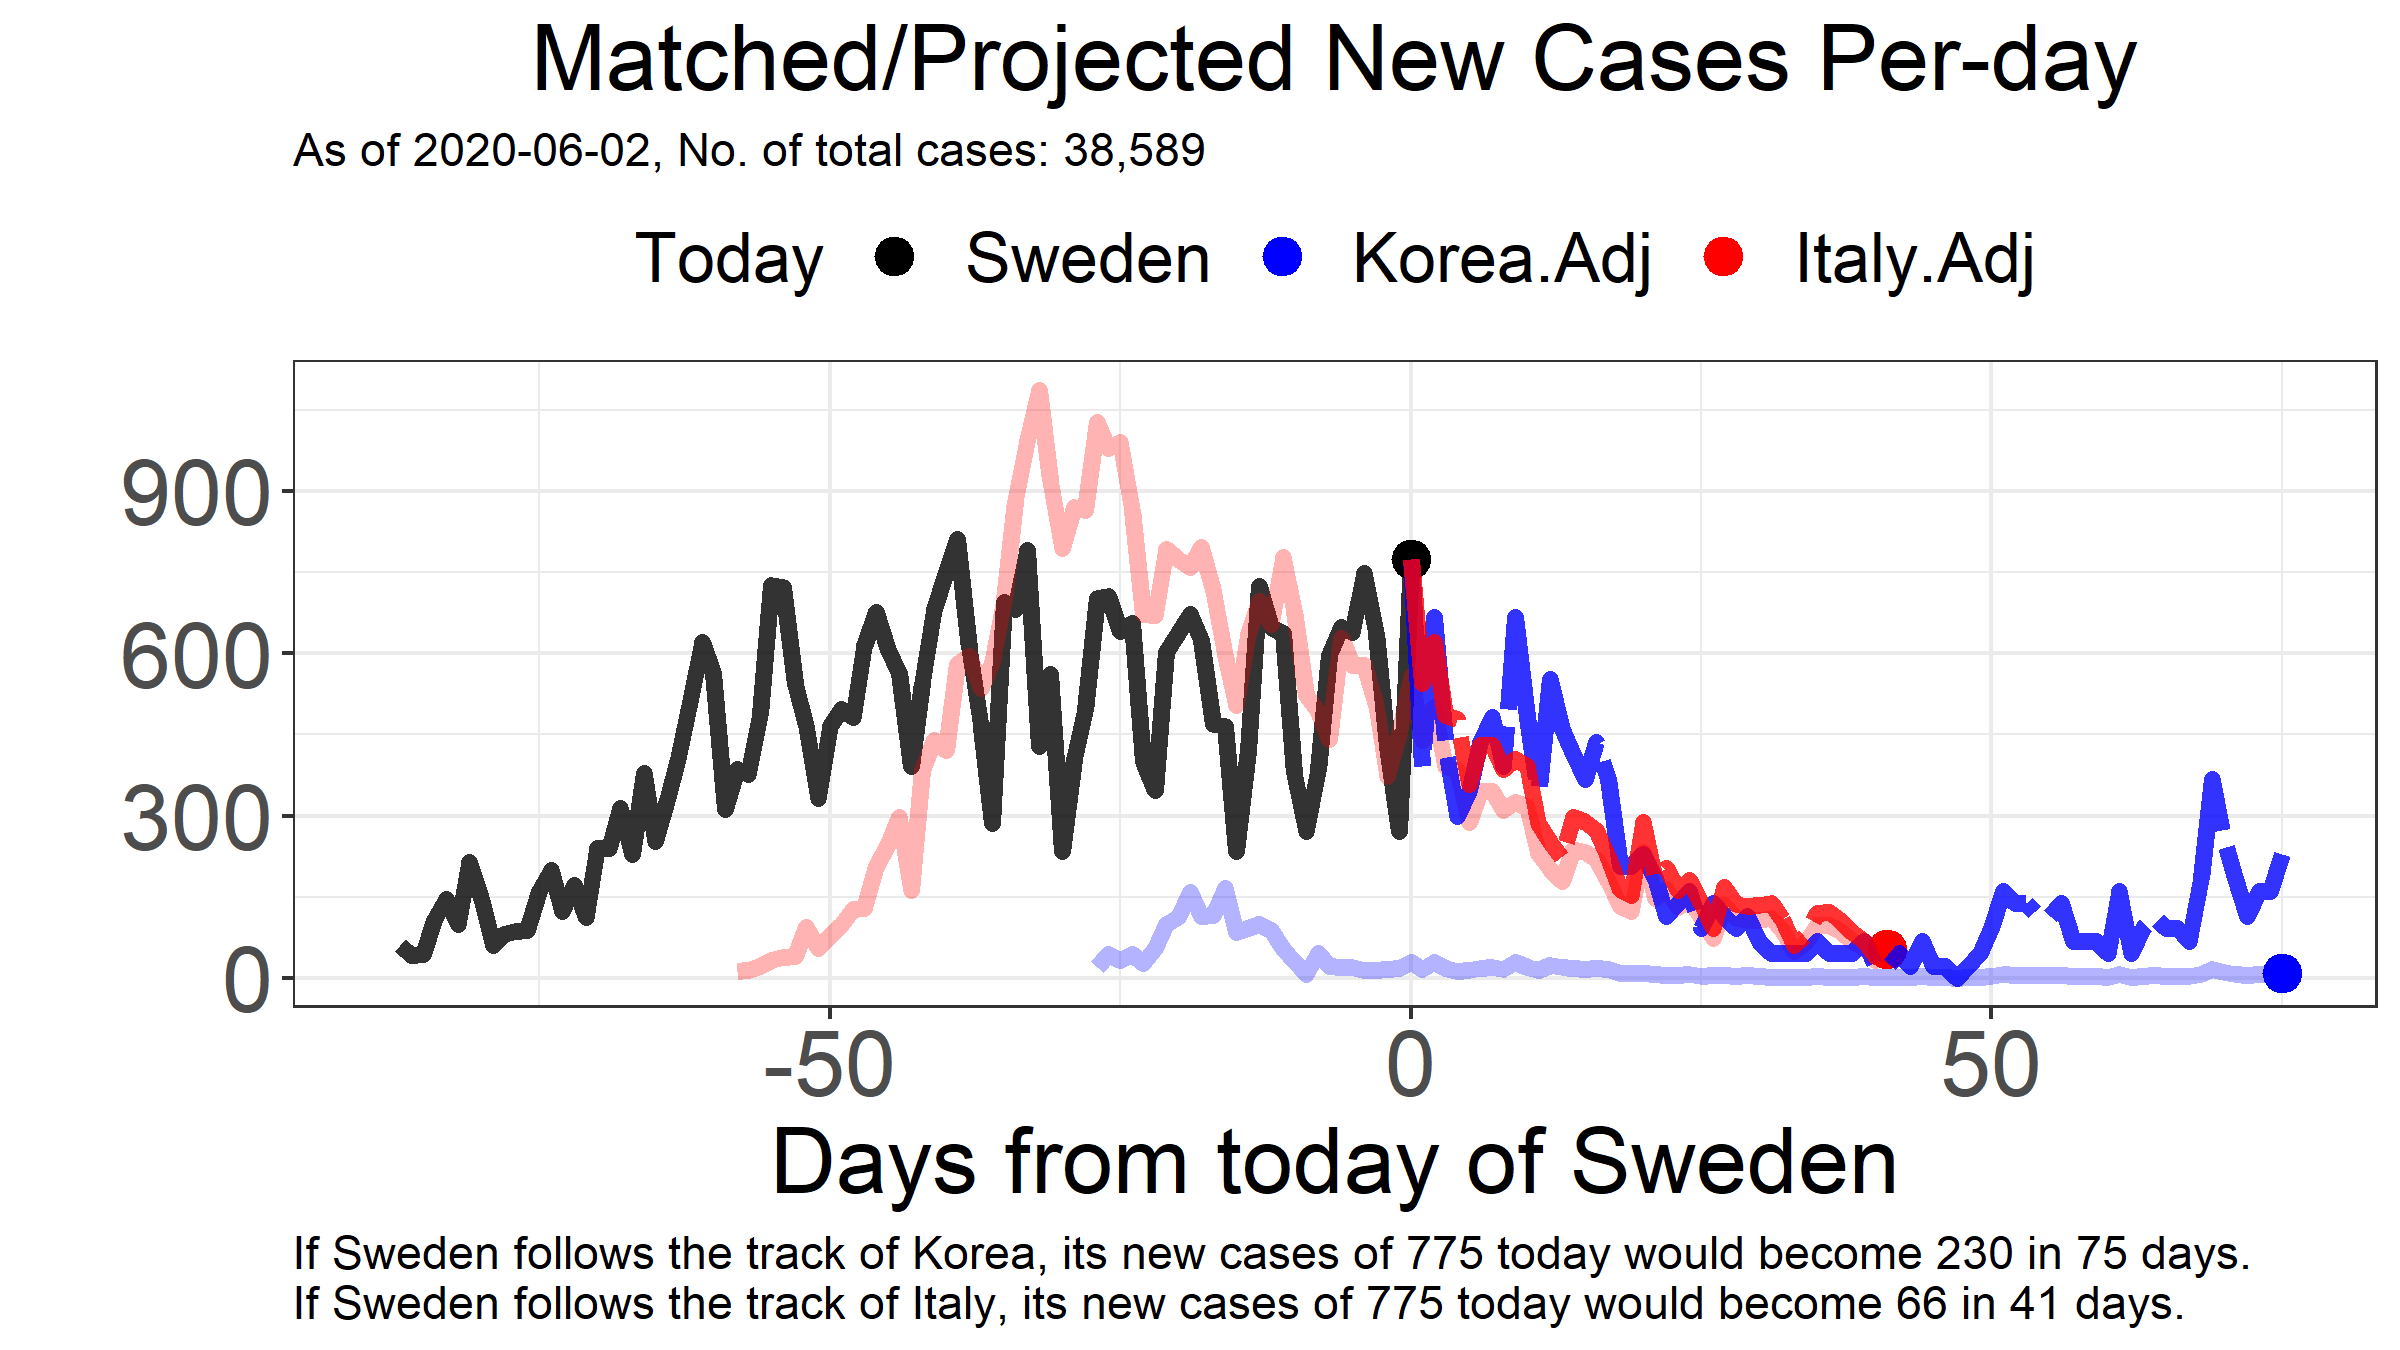 Matched/Projected New Cases Per-day
As of 2020-06-02, No. of total cases: 38,589
Today Sweden Korea.Adj Italy.Adj
900
600
300
0
-50 0 50
Days from today of Sweden
If Sweden follows the track of Korea, its new cases of 775 today would become 230 in 75 days.
If Sweden follows the track of Italy, its new cases of 775 today would become 66 in 41 days.